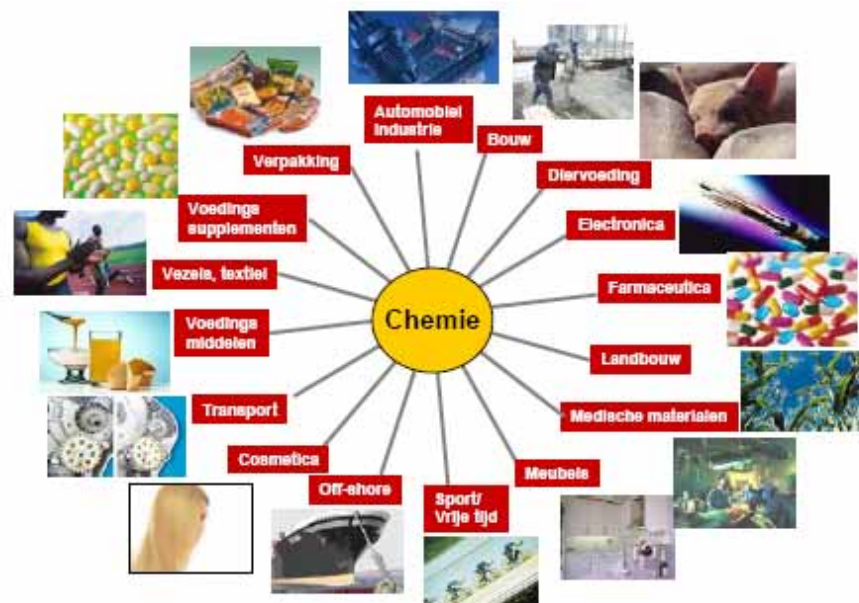 Automobiel
industrie
Bouw
Diervoeding
Electronica
Farmaceutica
Landbouw
Medische materialen
Meubels
Sport/
Vrije tijd
Off-shore
Cosmetica
Transport
Voedings
middelen
Vezels, textiel
Voedings
supplementen
Verpakking
Chemie